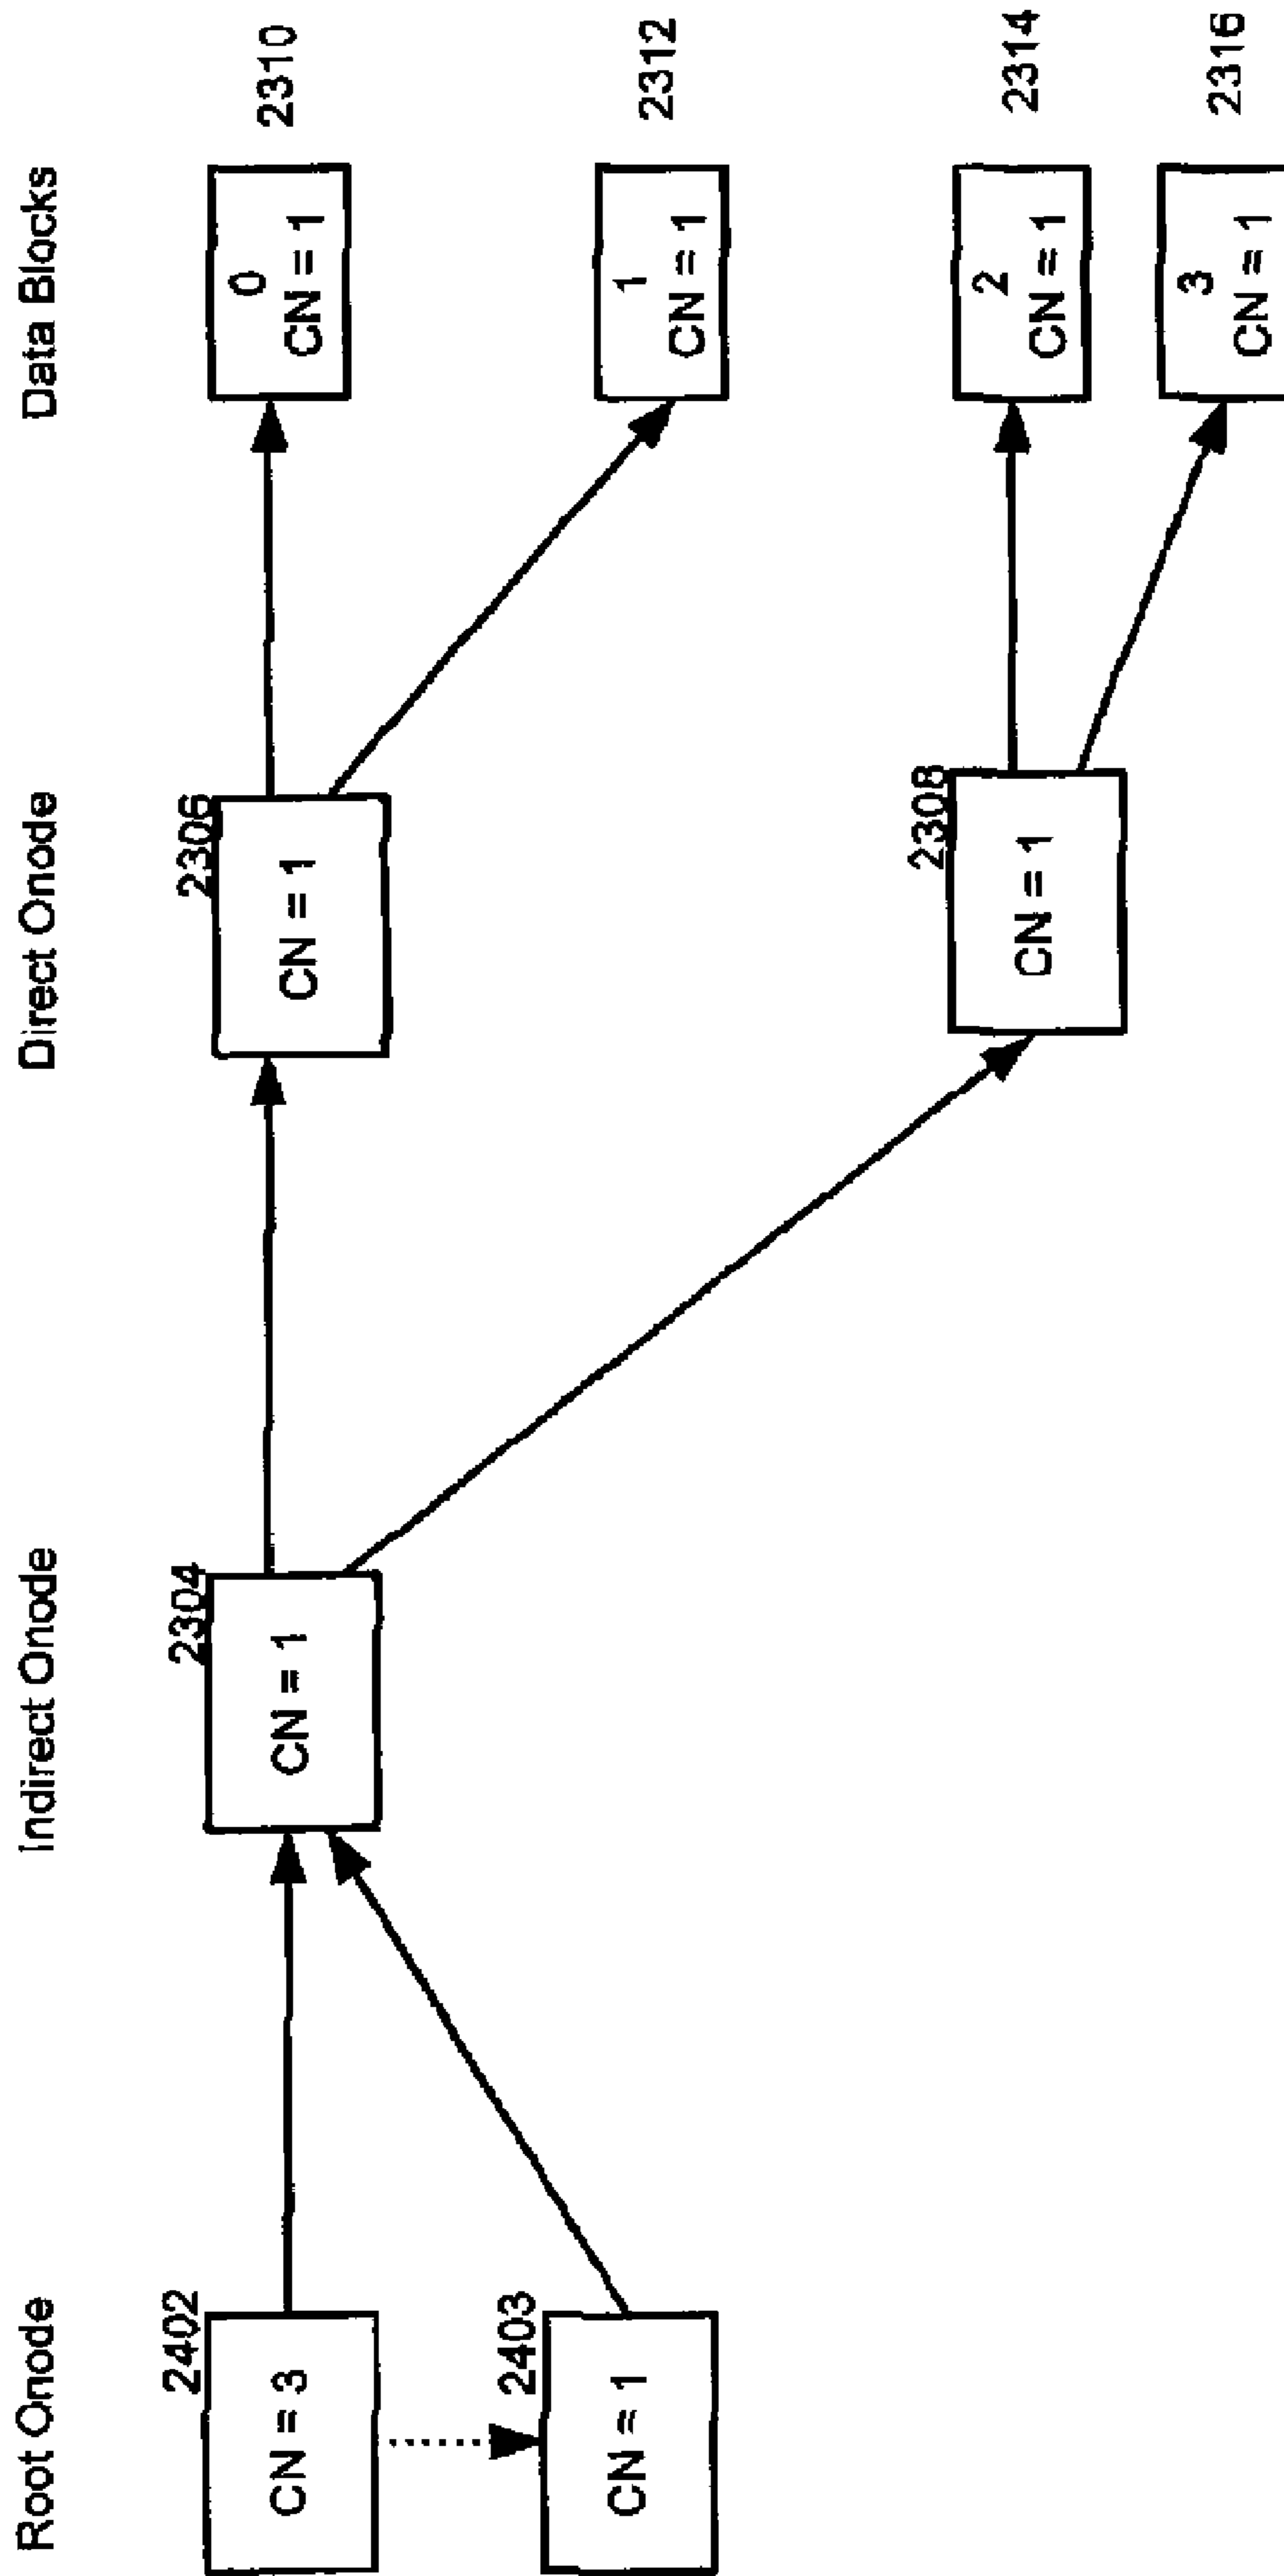 Root Onode
Indirect Onode
Direct Onode
Data Blocks
2402
CN = 3
2403
CN = 1
2304
CN = 1
2306
CN = 1
2308
CN = 1
0
CN = 1
2310
1
CN = 1
2312
2
CN = 1
2314
3
CN = 1
2316